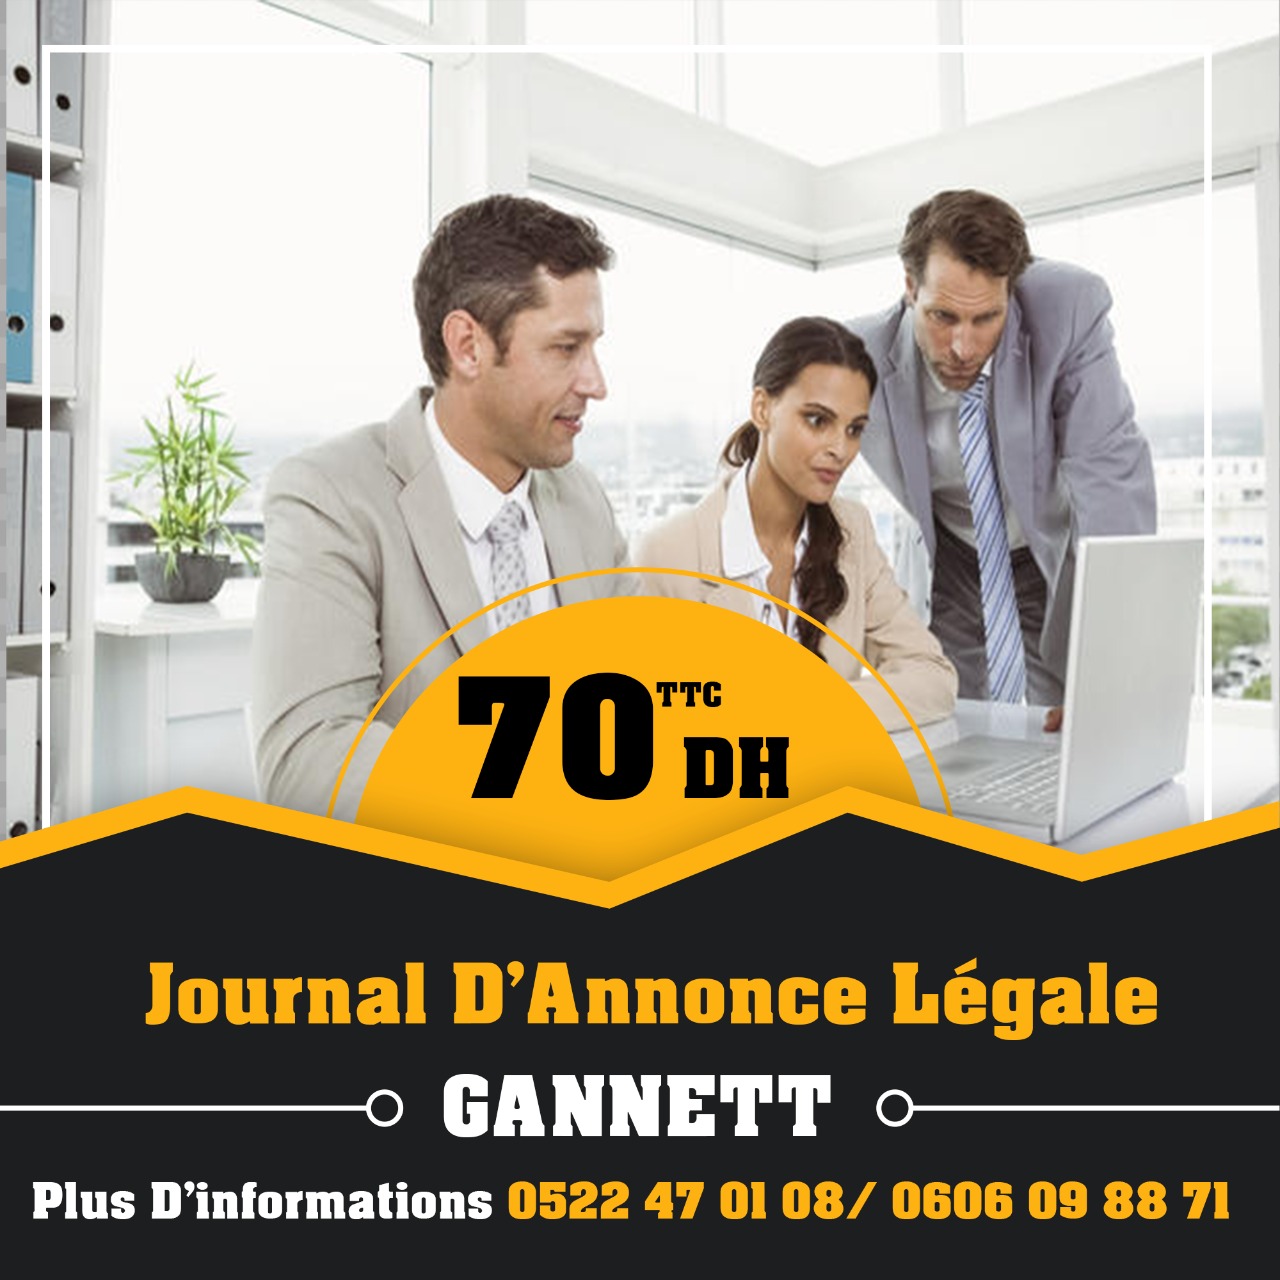 70 TTC
DH
Journal D'Annonce Légale
GANNETT
Plus D'informations 0522 47 01 08/ 0606 09 88 71